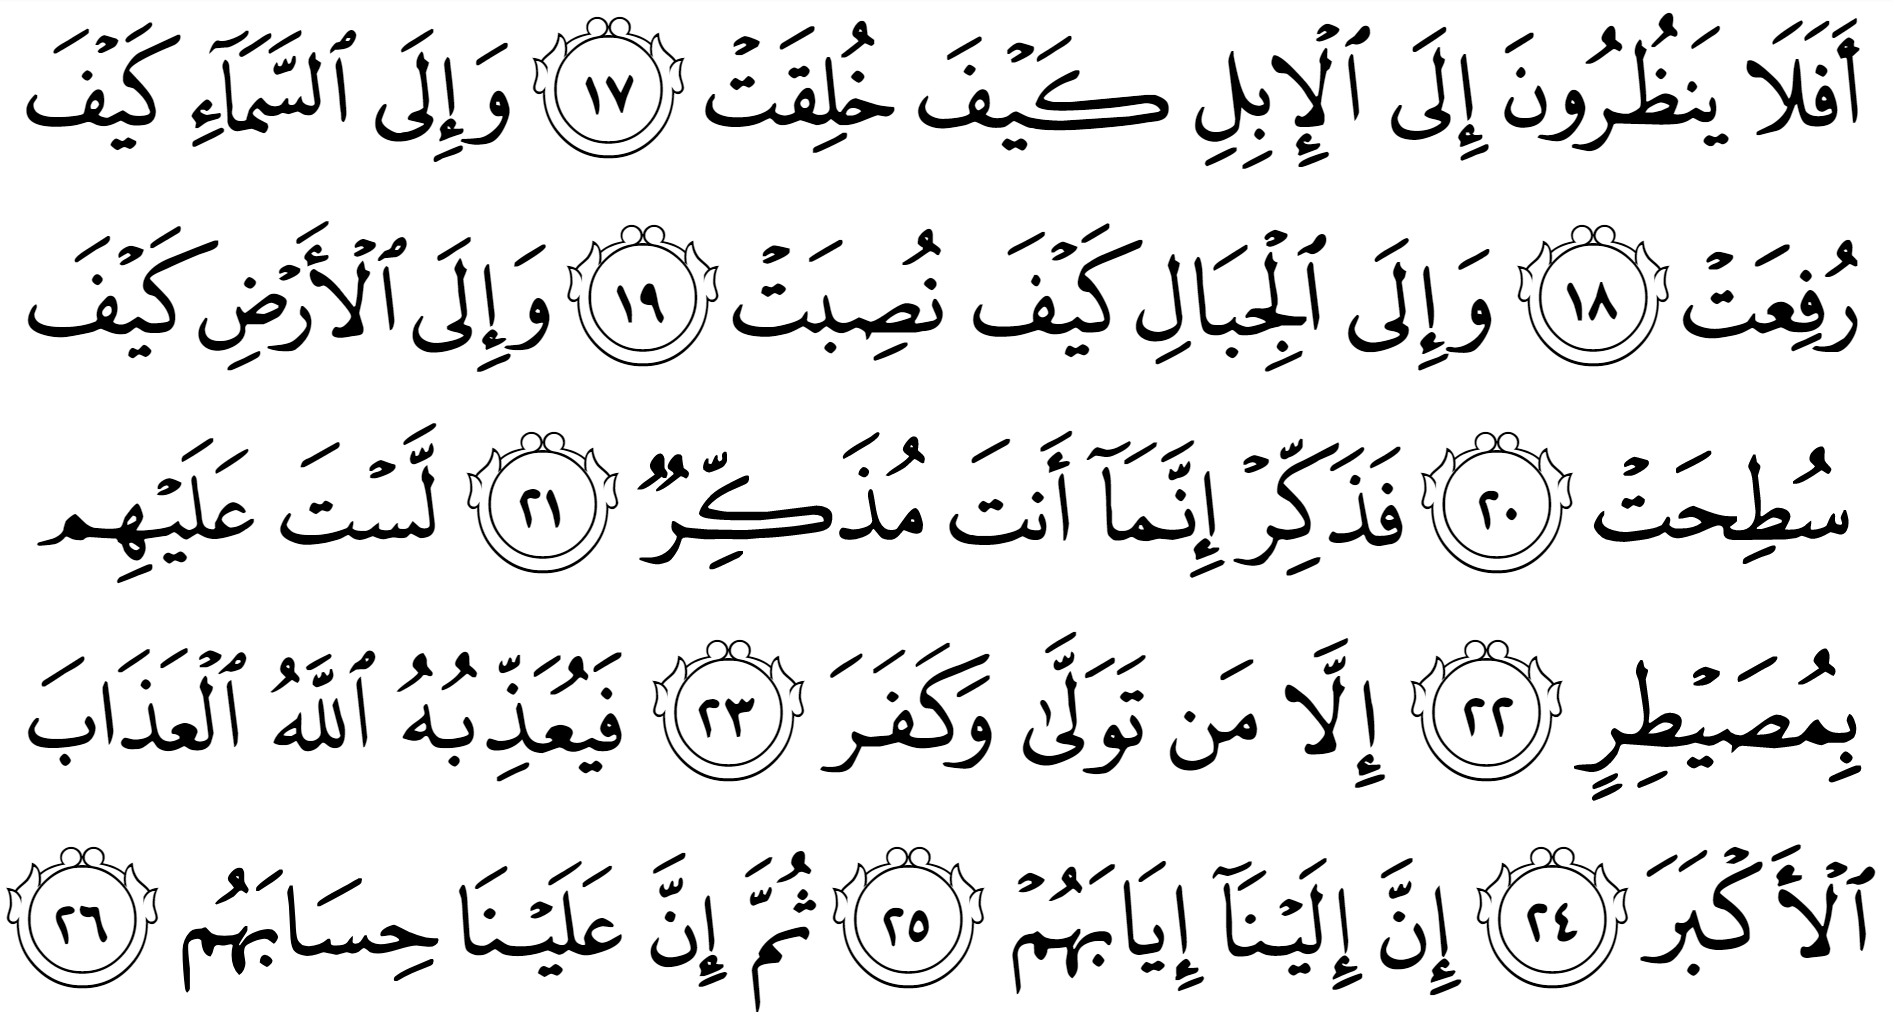 أَفَلَا يَنظُرُونَ إِلَى ٱلْإِبِلِ كَيْفَ خُلِقَتْ ١٧ وَإِلَى ٱلسَّمَآءِ كَيْفَ
رُفِعَتْ ١٨ وَإِلَى ٱلْجِبَالِ كَيْفَ نُصِبَتْ ١٩ وَإِلَى ٱلْأَرْضِ كَيْفَ
سُطِحَتْ ٢٠ فَذَكِّرْ إِنَّمَآ أَنتَ مُذَكِّرٌ ٢١ لَّسْتَ عَلَيْهِم
بِمُصَيْطِرٍ ٢٢ إِلَّا مَن تَوَلَّىٰ وَكَفَرَ ٢٣ فَيُعَذِّبُهُ ٱللَّهُ ٱلْعَذَابَ
ٱلْأَكْبَرَ ٢٤ إِنَّ إِلَيْنَآ إِيَابَهُمْ ٢٥ ثُمَّ إِنَّ عَلَيْنَا حِسَابَهُم ٢٦